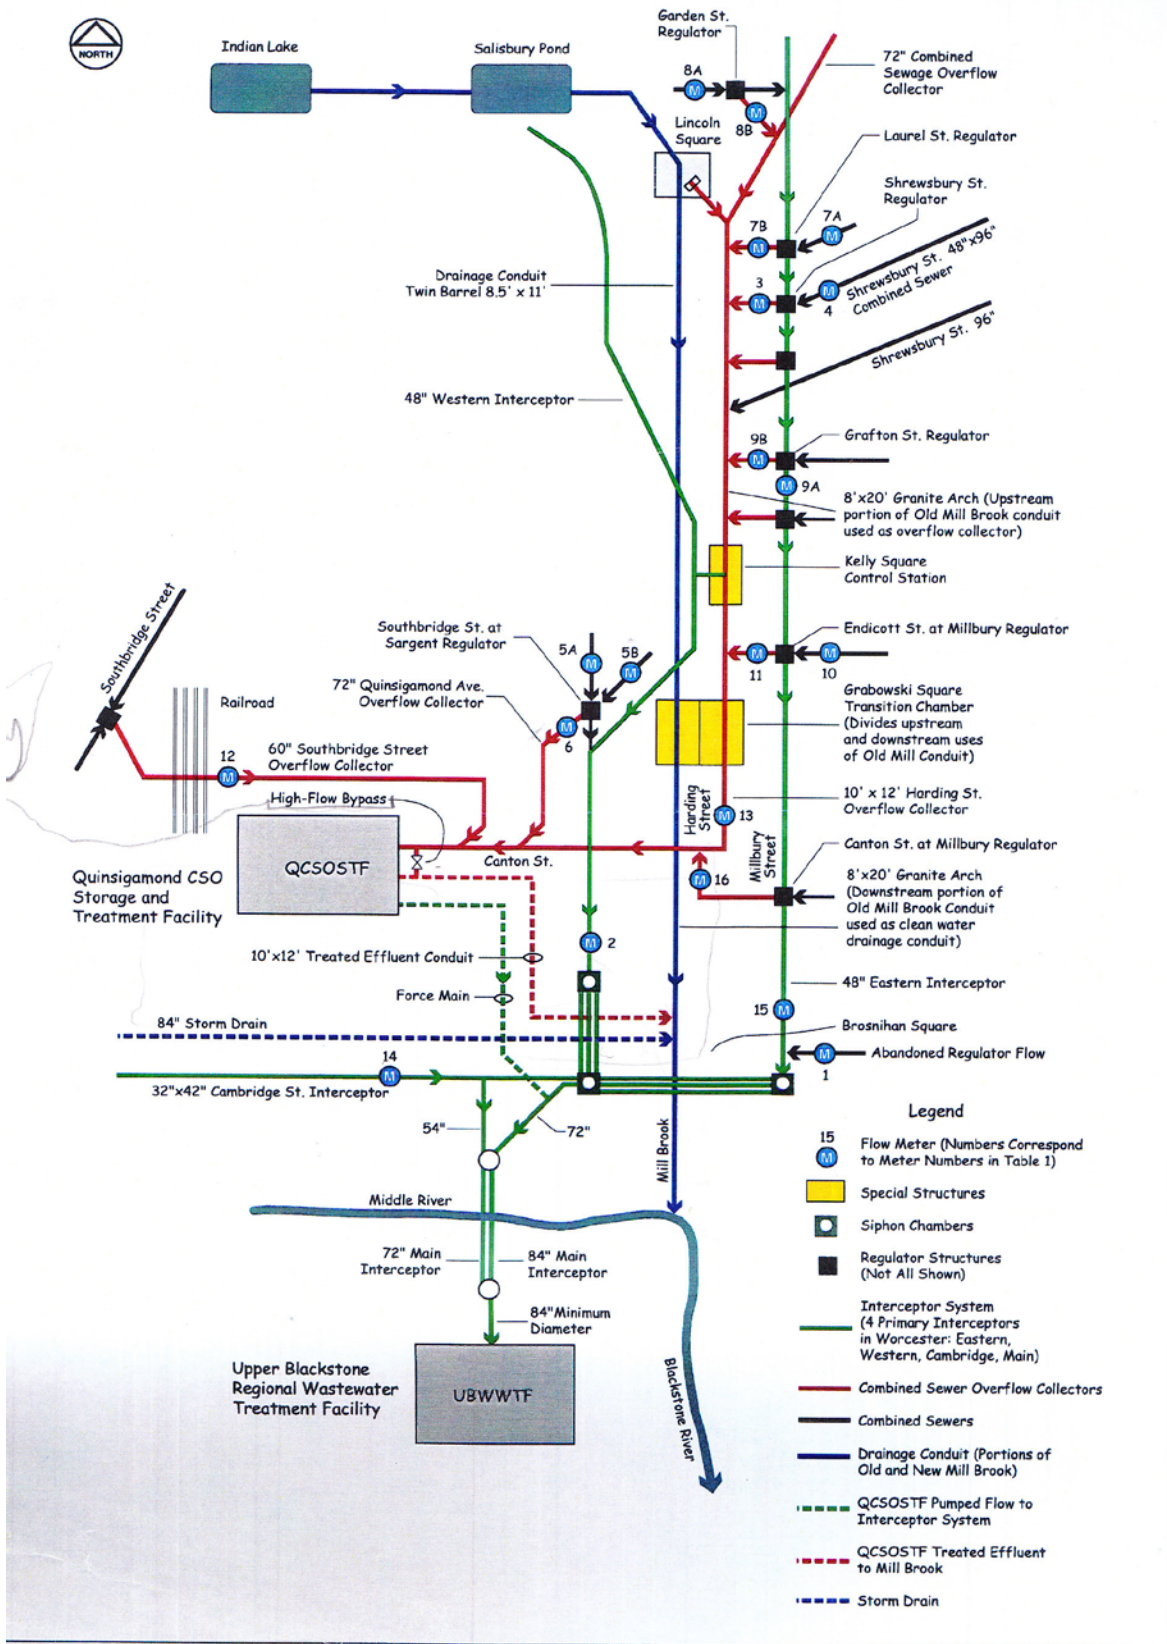 NORTH
Indian Lake
Salisbury Pond
Garden St.
Regulator
8A
M
M
8B
72" Combined
Sewage Overflow
Collector
Lincoln
Square
Laurel St. Regulator
Shrewsbury St.
Regulator
7B
M
7A
M
Shrewsbury St. 48"x96"
Combined Sewer
3
M
M
4
Drainage Conduit
Twin Barrel 8.5' x 11'
Shrewsbury St. 96"
48" Western Interceptor
9B
M
Grafton St. Regulator
M
9A
8'x20' Granite Arch (Upstream
portion of Old Mill Brook conduit
used as overflow collector)
Kelly Square
Control Station
Southbridge Street
Southbridge St. at
Sargent Regulator
5A
M
5B
M
Endicott St. at Millbury Regulator
M
11
M
10
72" Quinsigamond Ave.
Overflow Collector
M
6
Railroad
Grabowski Square
Transition Chamber
(Divides upstream
and downstream uses
of Old Mill Conduit)
12
M
60" Southbridge Street
Overflow Collector
High-Flow Bypass
Harding
Street
M
13
10' x 12' Harding St.
Overflow Collector
QCSOSTF
Canton St.
Millbury
Street
Canton St. at Millbury Regulator
Quinsigamond CSO
Storage and
Treatment Facility
M
16
8'x20' Granite Arch
(Downstream portion of
Old Mill Brook Conduit
used as clean water
drainage conduit)
M
2
10'x12' Treated Effluent Conduit
Force Main
48" Eastern Interceptor
15
M
84" Storm Drain
Brosnihan Square
M
1
Abandoned Regulator Flow
14
M
32"x42" Cambridge St. Interceptor
54"
72"
Mill Brook
Middle River
72" Main
Interceptor
84" Main
Interceptor
84"Minimum
Diameter
Upper Blackstone
Regional Wastewater
Treatment Facility
UBWWTF
Blackstone River
Legend
15
M
Flow Meter (Numbers Correspond
to Meter Numbers in Table 1)
Special Structures
Siphon Chambers
Regulator Structures
(Not All Shown)
Interceptor System
(4 Primary Interceptors
in Worcester: Eastern,
Western, Cambridge, Main)
Combined Sewer Overflow Collectors
Combined Sewers
Drainage Conduit (Portions of
Old and New Mill Brook)
QCSOSTF Pumped Flow to
Interceptor System
QCSOSTF Treated Effluent
to Mill Brook
Storm Drain